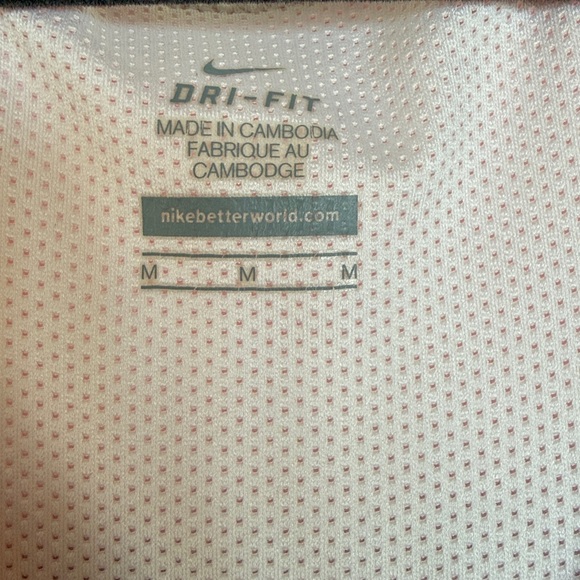 DRI-FIT
MADE IN CAMBODIA
FABRIQUE AU
CAMBODGE
nikebetterworld.com
M M M